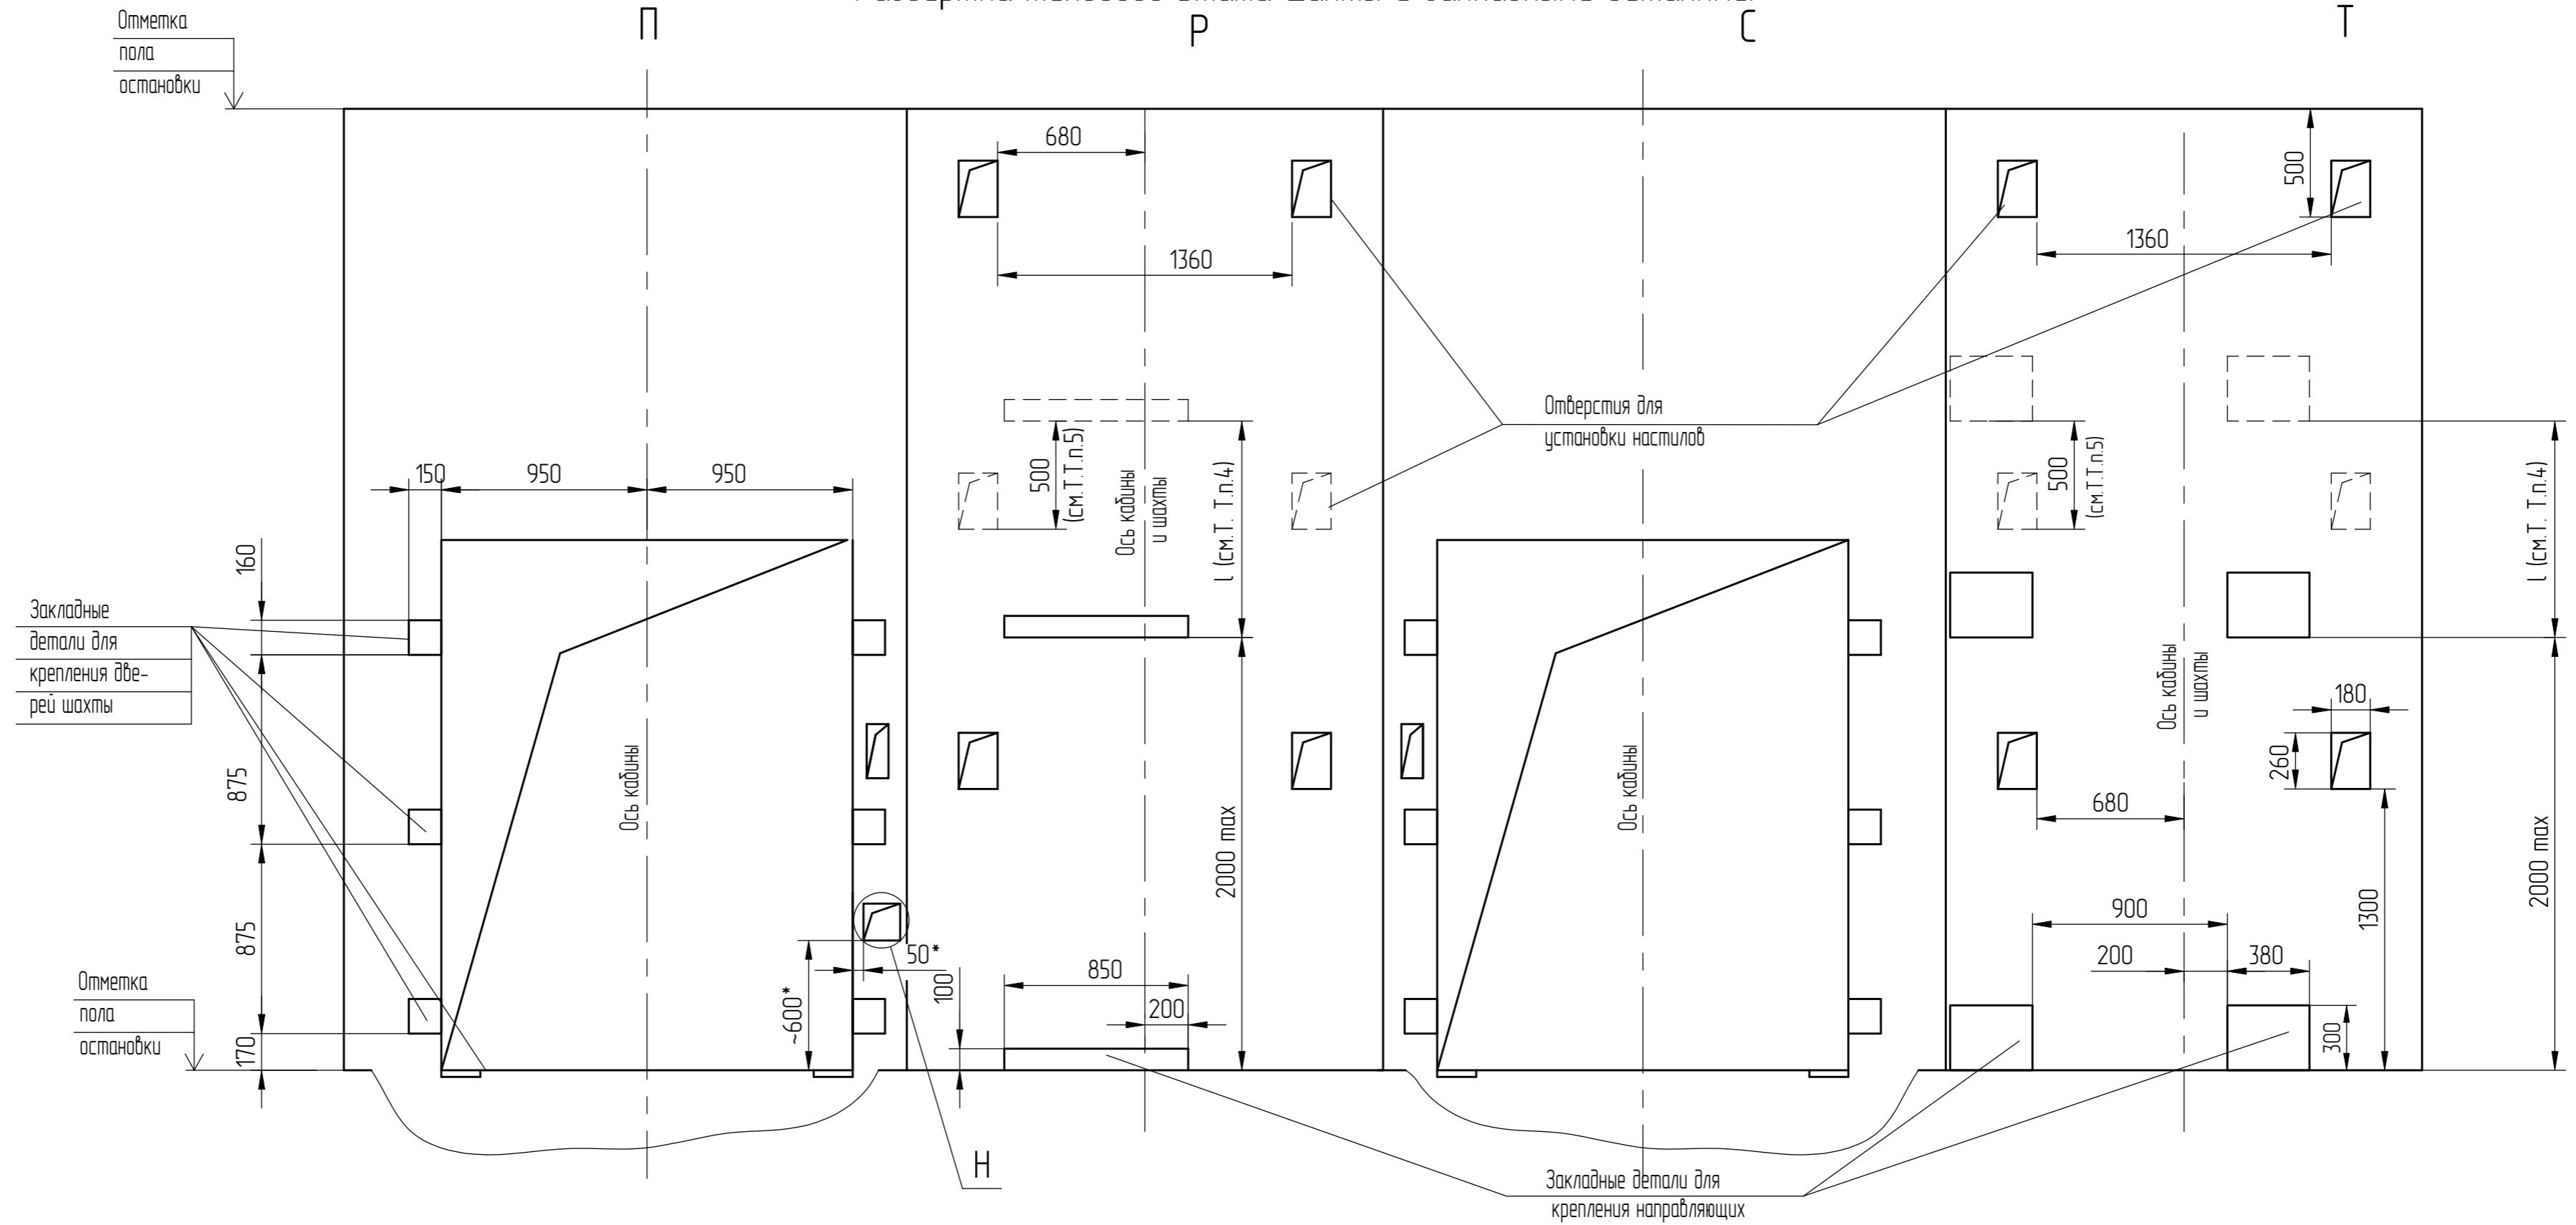 П
Р
С
Т
Отметка
пола
остановки
680
1360
500
1360
Отверстия для
установки настилов
150
950
950
500
(см.Т.Т.п.5)
Ось кабины
и шахты
l (см.Т. Т.п.4)
500
(см.Т.Т.п.5)
l (см.Т. Т.п.4)
160
Закладные
детали для
крепления две-
рей шахты
875
875
170
Ось кабины
2000 max
Ось кабины
Ось кабины
и шахты
180
260
680
1300
2000 max
900
200
380
300
Отметка
пола
остановки
~600*
50*
100
850
200
Н
Закладные детали для
крепления направляющих